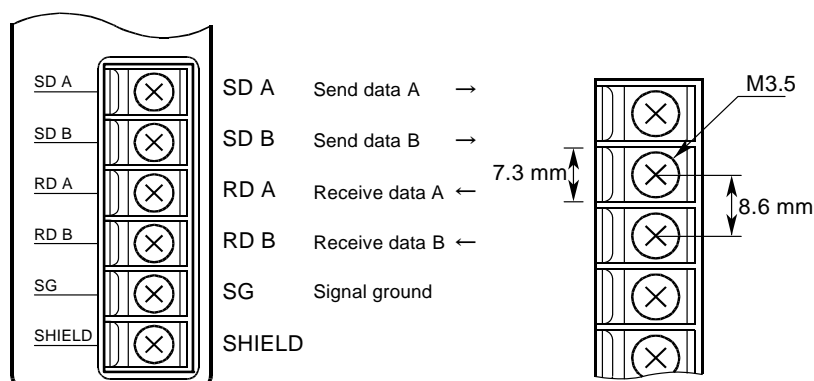 SD A SD A Send data A →
SD B SD B Send data B →
RD A RD A Receive data A ←
RD B RD B Receive data B ←
SG SG Signal ground
SHIELD SHIELD
M3.5
7.3 mm
8.6 mm